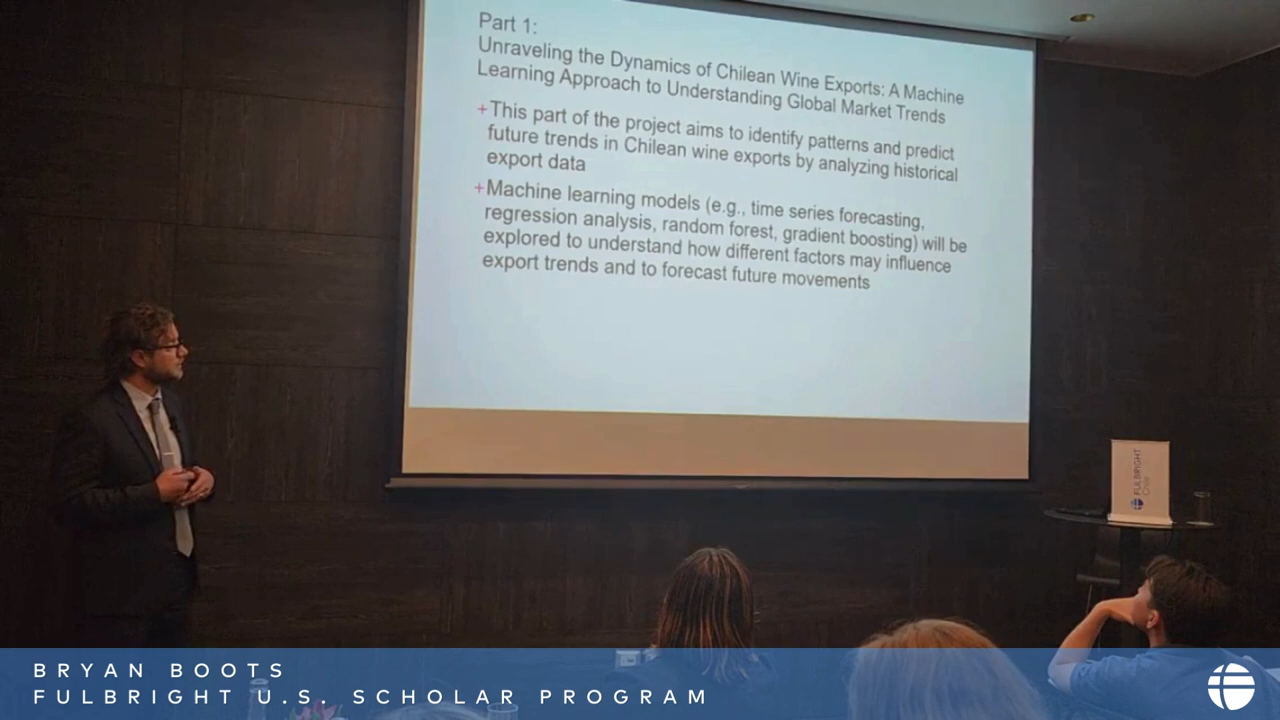 Part 1:
Unraveling the Dynamics of Chilean Wine Exports: A Machine
Learning Approach to Understanding Global Market Trends
+This part of the project aims to identify patterns and predict
future trends in Chilean wine exports by analyzing historical
export data
+Machine learning models (e.g., time series forecasting,
regression analysis, random forest, gradient boosting) will be
explored to understand how different factors may influence
export trends and to forecast future movements
FULBRIGHT
Chile
BRYAN BOOTS
FULBRIGHT U.S. SCHOLAR PROGRAM